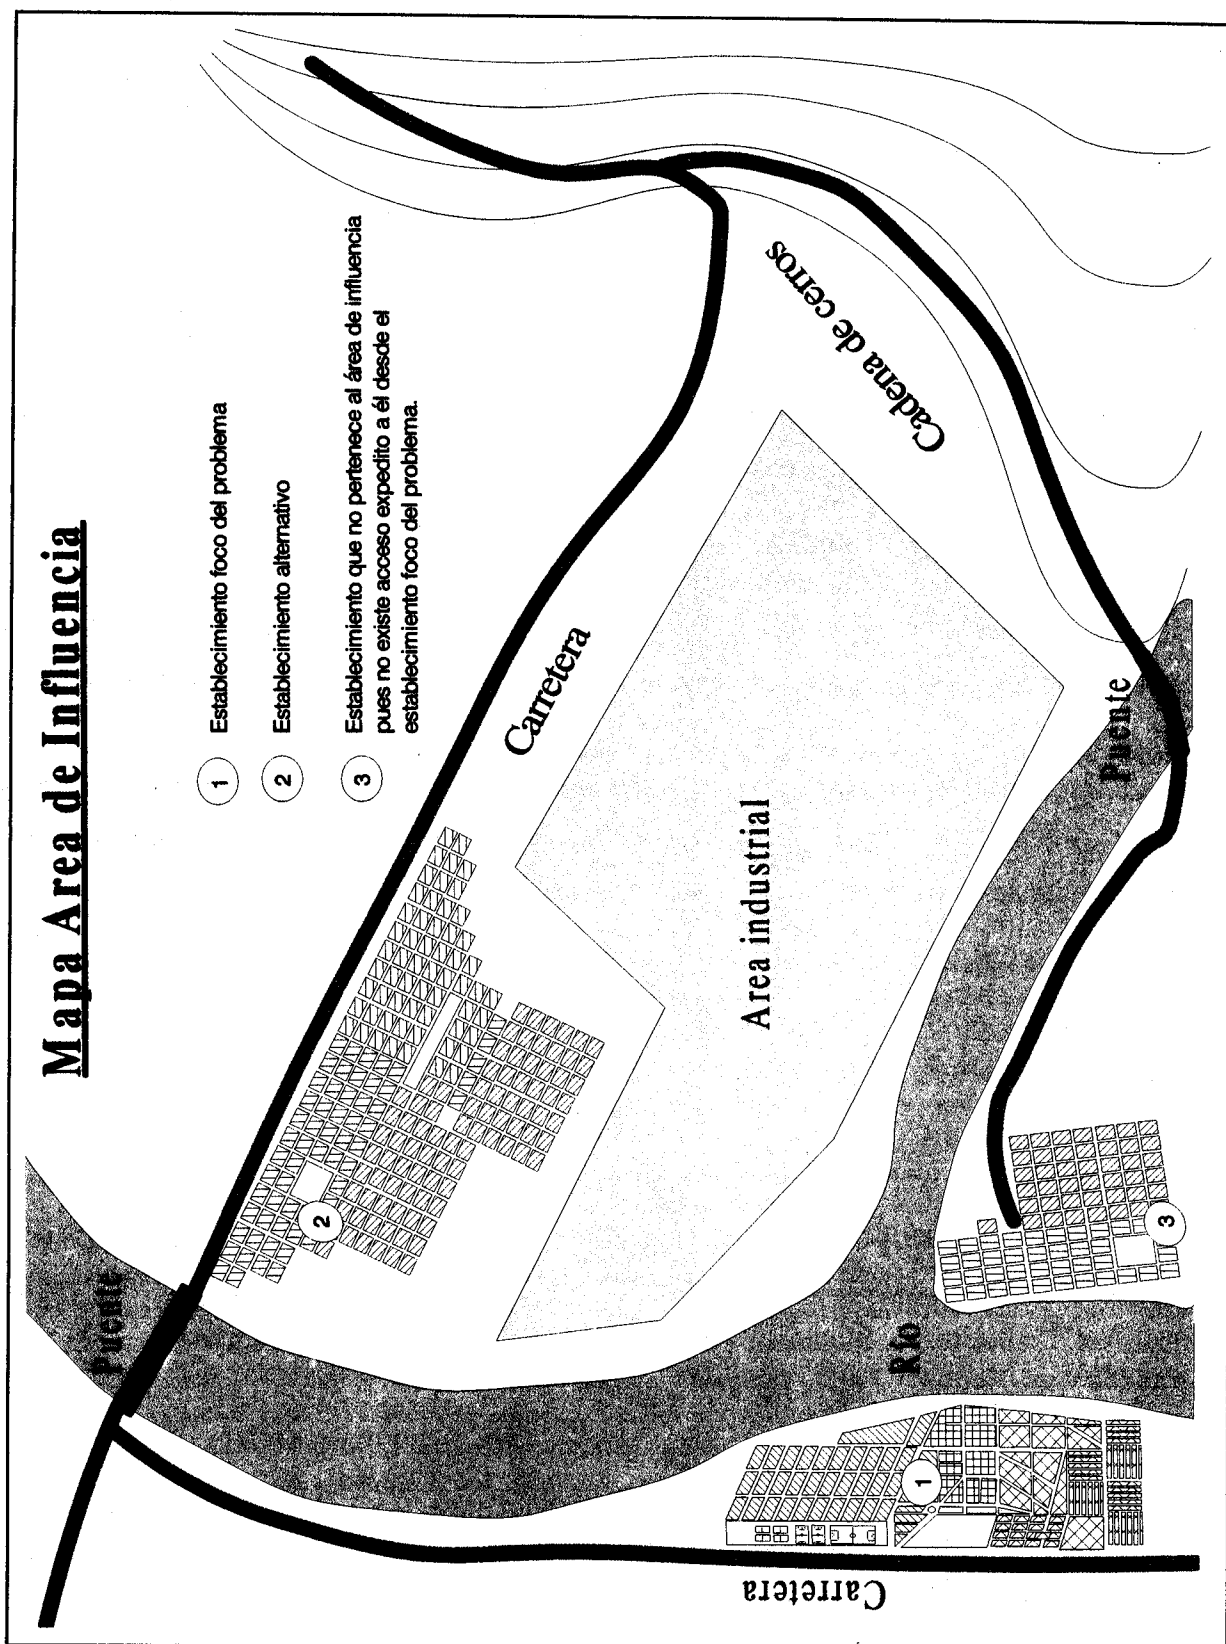 Mapa Area de Influencia
1 Establecimiento foco del problema
2 Establecimiento alternativo
3 Establecimiento que no pertenece al área de influencia
pues no existe acceso expedito a él desde el
establecimiento foco del problema.
Puente
2
Carretera
Cadena de cerros
Area industrial
Puente
Río
3
1
Carretera